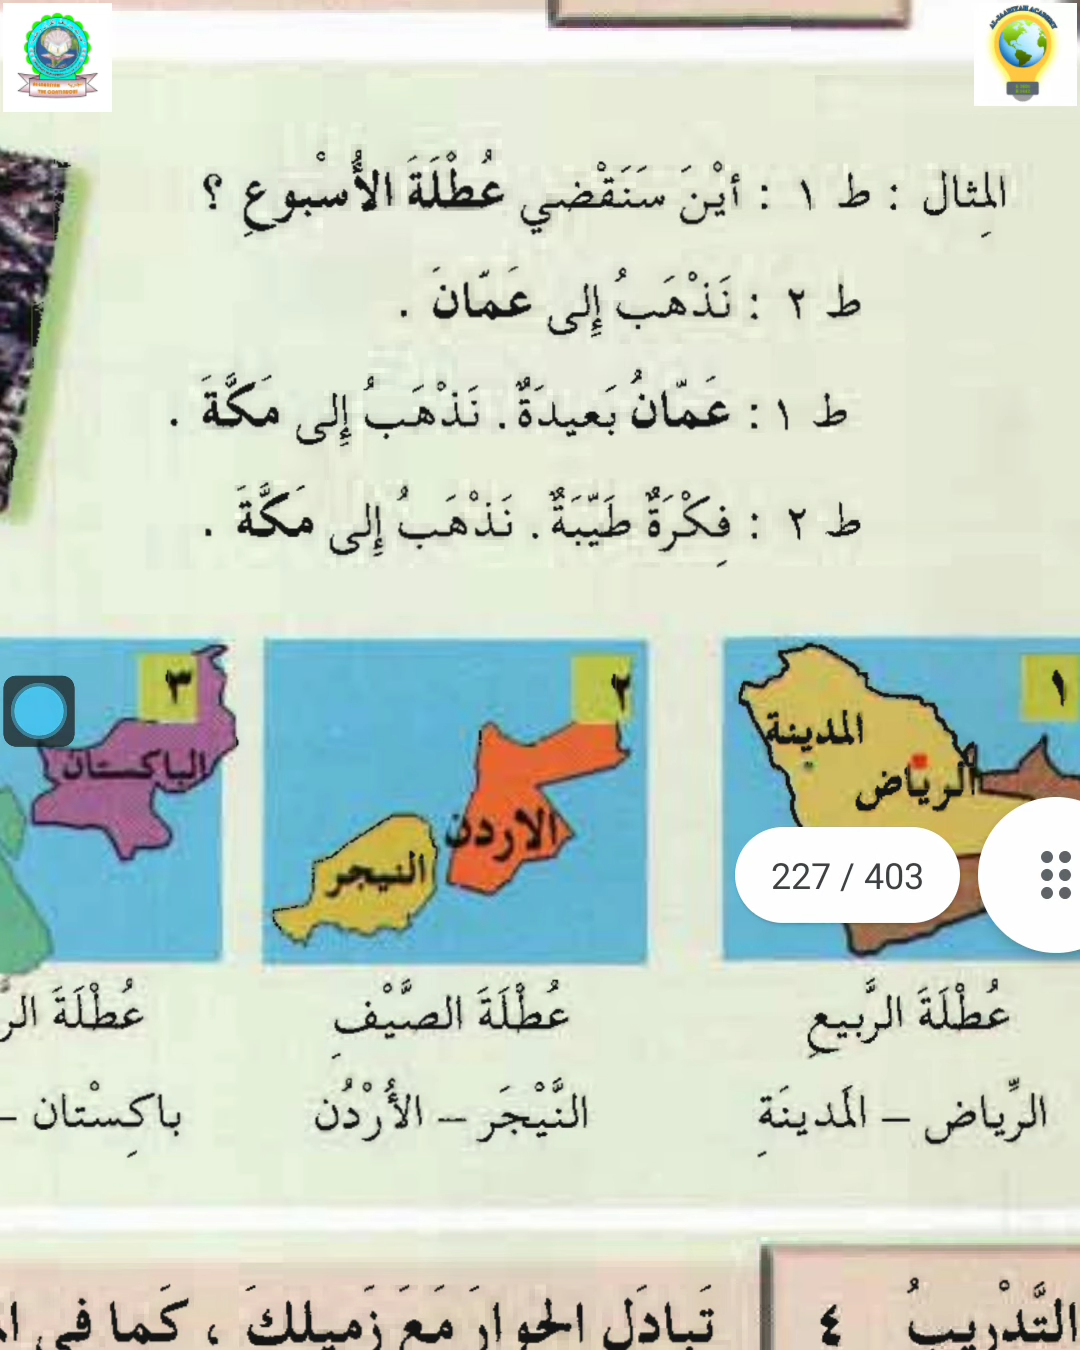 المِثال : ط ١ : أيْنَ سَنَقْضي عُطْلَةَ الأُسْبوعِ ؟
ط ٢ : نَذْهَبُ إِلى عَمّانَ .
ط ١ : عَمّانُ بَعيدَةٌ . نَذْهَبُ إِلى مَكَّةَ .
ط ٢ : فِكْرَةٌ طَيِّبَةٌ . نَذْهَبُ إِلى مَكَّةَ .
١
المدينة
الرياض
٢
الاردن
النيجر
٣
الباكستان
227 / 403
عُطْلَةَ الرَّبيعِ
عُطْلَةَ الصَّيْفِ
عُطْلَةَ
الرِّياض – المَدينَةِ
النَّيْجَر – الأُرْدُن
باكِسْتان –
التَّدْريبُ ٤
تَبادَلِ الحِوارَ مَعَ زَميلِكَ ، كَما في